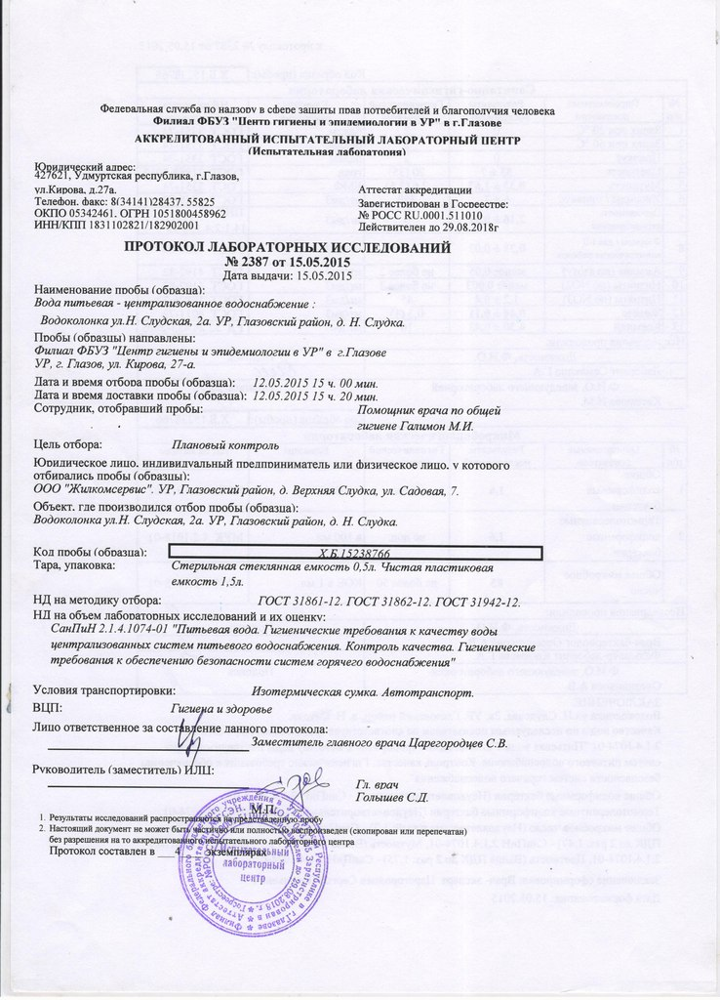 Федеральная служба по надзору в сфере защиты прав потребителей и благополучия человека
Филиал ФБУЗ "Центр гигиены и эпидемиологии в УР" в г.Глазове
АККРЕДИТОВАННЫЙ ИСПЫТАТЕЛЬНЫЙ ЛАБОРАТОРНЫЙ ЦЕНТР
(Испытательная лаборатория)
Юридический адрес:
427621, Удмуртская республика, г.Глазов,
ул.Кирова, д.27а.
Телефон, факс: 8(34141)28437, 55825
ОКПО 05342461, ОГРН 1051800458962
ИНН/КПП 1831102821/182902001
Аттестат аккредитации
Зарегистрирован в Госреестре:
№ РОСС RU.0001.511010
Действителен до 29.08.2018г
ПРОТОКОЛ ЛАБОРАТОРНЫХ ИССЛЕДОВАНИЙ
№ 2387 от 15.05.2015
Дата выдачи: 15.05.2015
Наименование пробы (образца):
Вода питьевая - централизованное водоснабжение :
Водоколонка ул.Н. Слудская, 2а. УР, Глазовский район, д. Н. Слудка.
Пробы (образцы) направлены:
Филиал ФБУЗ "Центр гигиены и эпидемиологии в УР" в г.Глазове
УР, г. Глазов, ул. Кирова, 27-а.
Дата и время отбора пробы (образца): 12.05.2015 15 ч. 00 мин.
Дата и время доставки пробы (образца): 12.05.2015 15 ч. 20 мин.
Сотрудник, отобравший пробы: Помощник врача по общей
гигиене Галимон М.И.
Цель отбора: Плановый контроль
Юридическое лицо, индивидуальный предприниматель или физическое лицо, у которого
отбирались пробы (образцы):
ООО "Жилкомсервис". УР, Глазовский район, д. Верхняя Слудка, ул. Садовая, 7.
Объект, где производился отбор пробы (образца):
Водоколонка ул.Н. Слудская, 2а. УР, Глазовский район, д. Н. Слудка.
Код пробы (образца): Х.Б.15238766
Тара, упаковка: Стерильная стеклянная емкость 0,5л. Чистая пластиковая
емкость 1,5л.
НД на методику отбора: ГОСТ 31861-12. ГОСТ 31862-12. ГОСТ 31942-12.
НД на объем лабораторных исследований и их оценку:
СанПиН 2.1.4.1074-01 "Питьевая вода. Гигиенические требования к качеству воды
централизованных систем питьевого водоснабжения. Контроль качества. Гигиенические
требования к обеспечению безопасности систем горячего водоснабжения"
Условия транспортировки: Изотермическая сумка. Автотранспорт.
ВЦП: Гигиена и здоровье
Лицо ответственное за составление данного протокола:
Заместитель главного врача Царегородцев С.В.
Руководитель (заместитель) ИЛЦ:
Гл. врач
Голышев С.Д.
М.П.
1. Результаты исследований распространяются на представленную пробу
2. Настоящий документ не может быть частично или полностью воспроизведен (скопирован или перепечатан)
без разрешения на то аккредитованного испытательного лабораторного центра
Протокол составлен в 4 экземплярах
Испытательный
лабораторный
центр